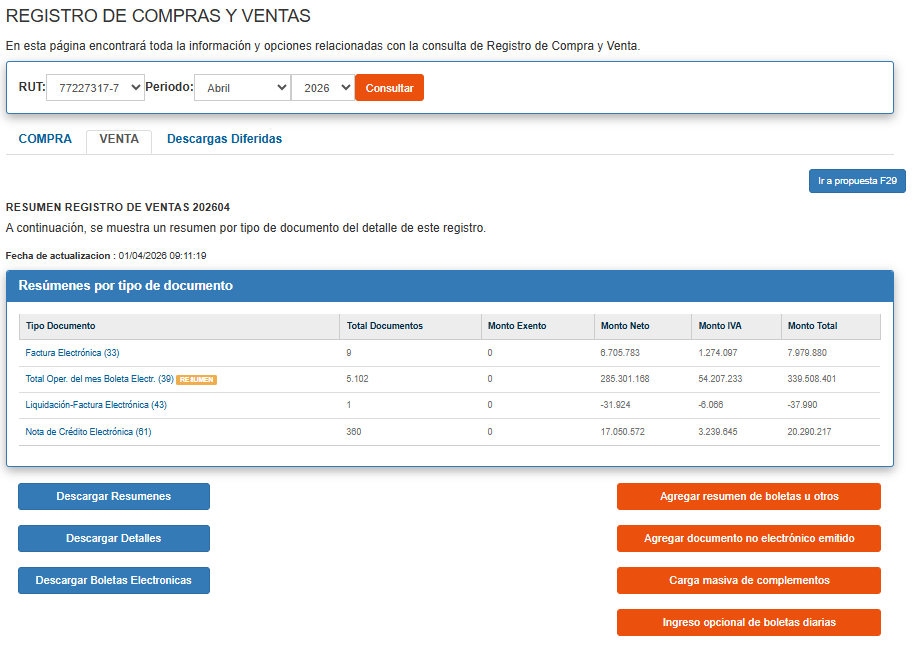 REGISTRO DE COMPRAS Y VENTAS
En esta página encontrará toda la información y opciones relacionadas con la consulta de Registro de Compra y Venta.
RUT: 77227317-7 Periodo: Abril 2026 Consultar
COMPRA VENTA Descargas Diferidas
Ir a propuesta F29
RESUMEN REGISTRO DE VENTAS 202604
A continuación, se muestra un resumen por tipo de documento del detalle de este registro.
Fecha de actualizacion : 01/04/2026 09:11:19
Resúmenes por tipo de documento
Tipo Documento Total Documentos Monto Exento Monto Neto Monto IVA Monto Total
Factura Electrónica (33) 9 0 6.705.783 1.274.097 7.979.880
Total Oper. del mes Boleta Electr. (39) RESUMEN 5.102 0 285.301.168 54.207.233 339.508.401
Liquidación-Factura Electrónica (43) 1 0 -31.924 -6.066 -37.990
Nota de Crédito Electrónica (61) 360 0 17.050.572 3.239.645 20.290.217
Descargar Resumenes Agregar resumen de boletas u otros
Descargar Detalles Agregar documento no electrónico emitido
Descargar Boletas Electronicas Carga masiva de complementos
Ingreso opcional de boletas diarias